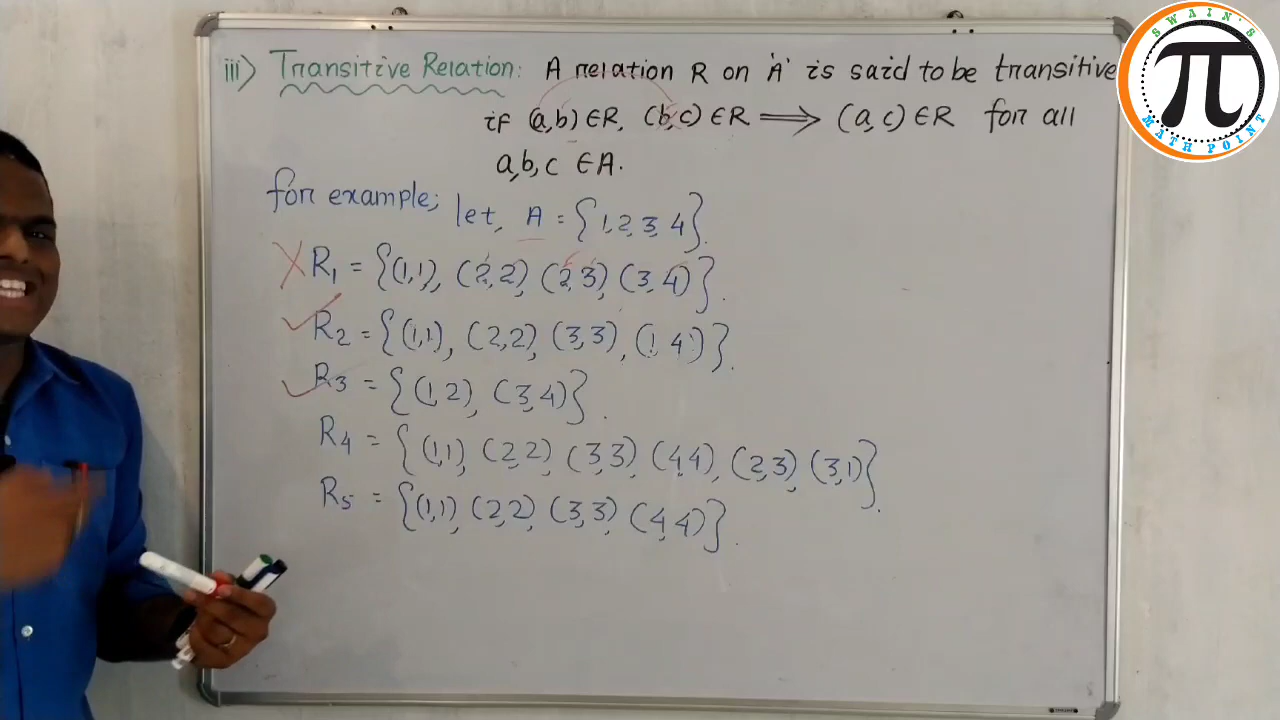 iii) Transitive Relation: A relation R on 'A' is said to be transitive
if (a,b) ∈ R, (b,c) ∈ R ⟹ (a,c) ∈ R for all
a,b,c ∈ A.
for example; let, A = {1,2,3,4}.
R1 = {(1,1), (2,2), (2,3), (3,4)}.
R2 = {(1,1), (2,2), (3,3), (1,4)}.
R3 = {(1,2), (3,4)}.
R4 = {(1,1), (2,2), (3,3), (4,4), (2,3), (3,1)}.
R5 = {(1,1), (2,2), (3,3), (4,4)}.
SWAIN'S
π
MATH POINT